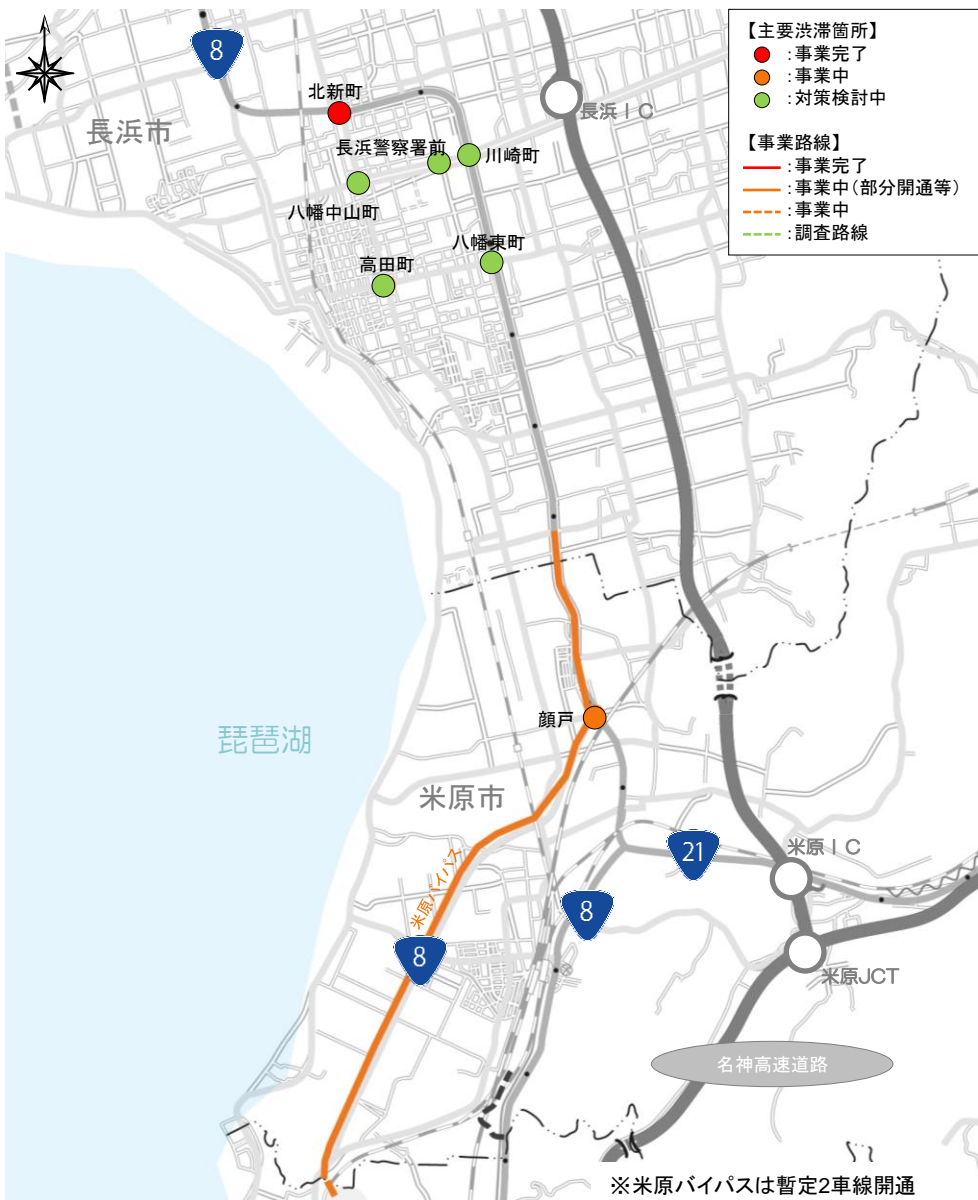 【主要渋滞箇所】
:事業完了
:事業中
:対策検討中
【事業路線】
:事業完了
:事業中(部分開通等)
:事業中
:調査路線
8
北新町
長浜IC
長浜市
長浜警察署前
川崎町
八幡中山町
八幡東町
高田町
顔戸
琵琶湖
米原市
米原IC
21
米原バイパス
8
8
米原JCT
名神高速道路
※米原バイパスは暫定2車線開通